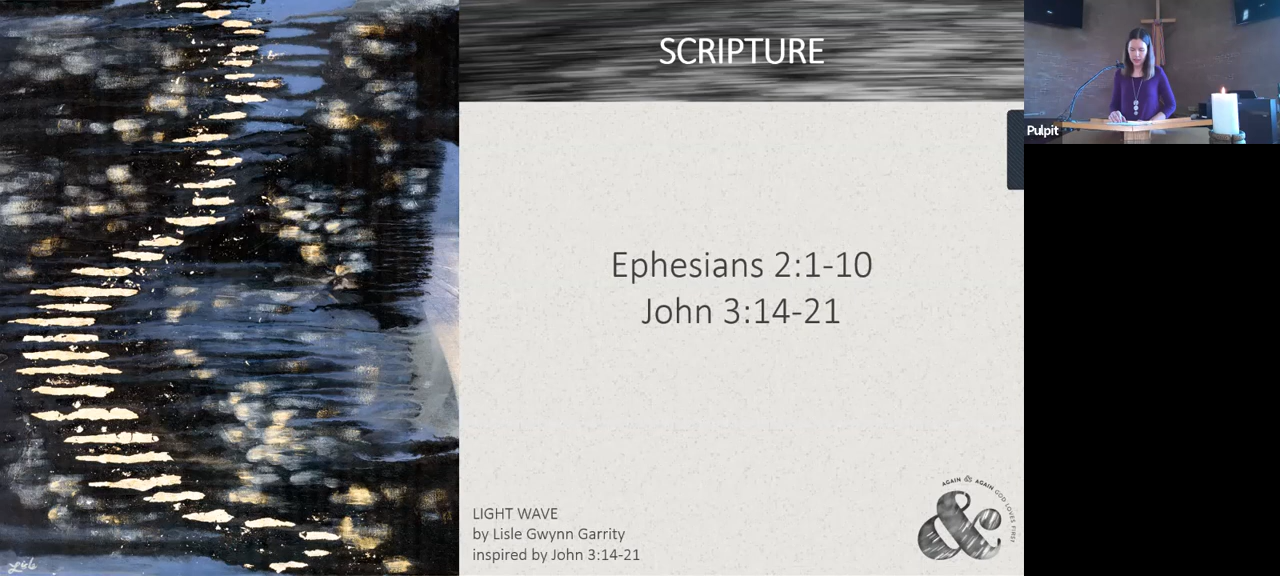 SCRIPTURE
Pulpit
Ephesians 2:1-10
John 3:14-21
LIGHT WAVE
by Lisle Gwynn Garrity
inspired by John 3:14-21
AGAIN & AGAIN GOD LOVES FIRST
&
LGG